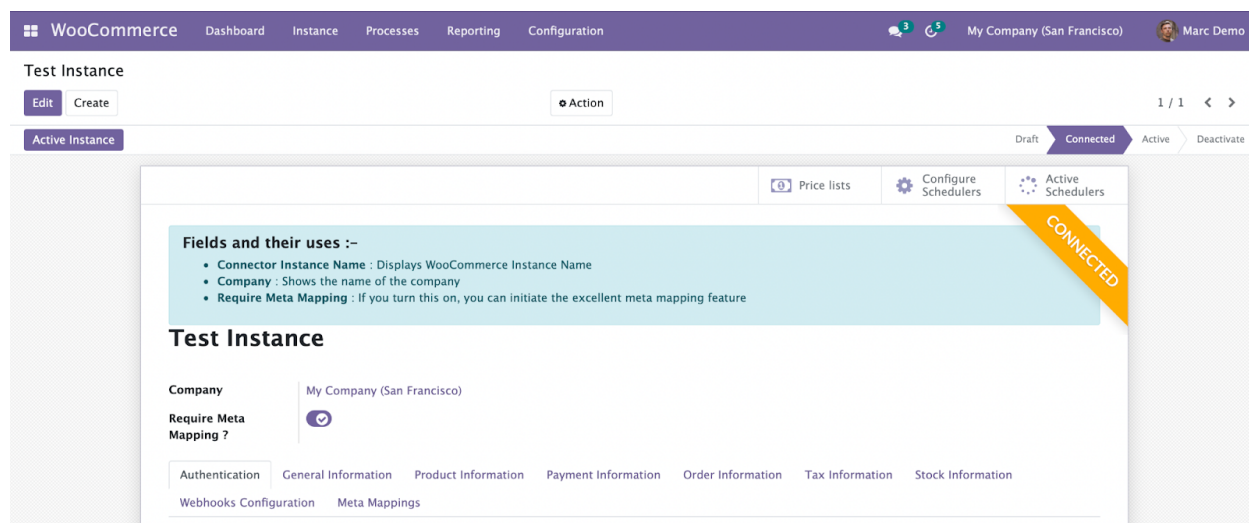 WooCommerce Dashboard Instance Processes Reporting Configuration 3 5 My Company (San Francisco) Marc Demo
Test Instance
Edit Create Action 1 / 1
Active Instance Draft Connected Active Deactivate
Price lists
Configure
Schedulers
Active
Schedulers
CONNECTED
Fields and their uses :–
• Connector Instance Name : Displays WooCommerce Instance Name
• Company : Shows the name of the company
• Require Meta Mapping : If you turn this on, you can initiate the excellent meta mapping feature
Test Instance
Company My Company (San Francisco)
Require Meta
Mapping ?
Authentication General Information Product Information Payment Information Order Information Tax Information Stock Information
Webhooks Configuration Meta Mappings